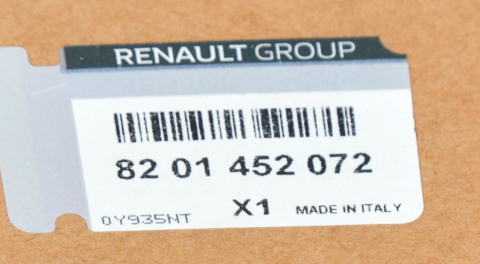 RENAULT GROUP
82 01 452 072
0Y935NT X1 MADE IN ITALY